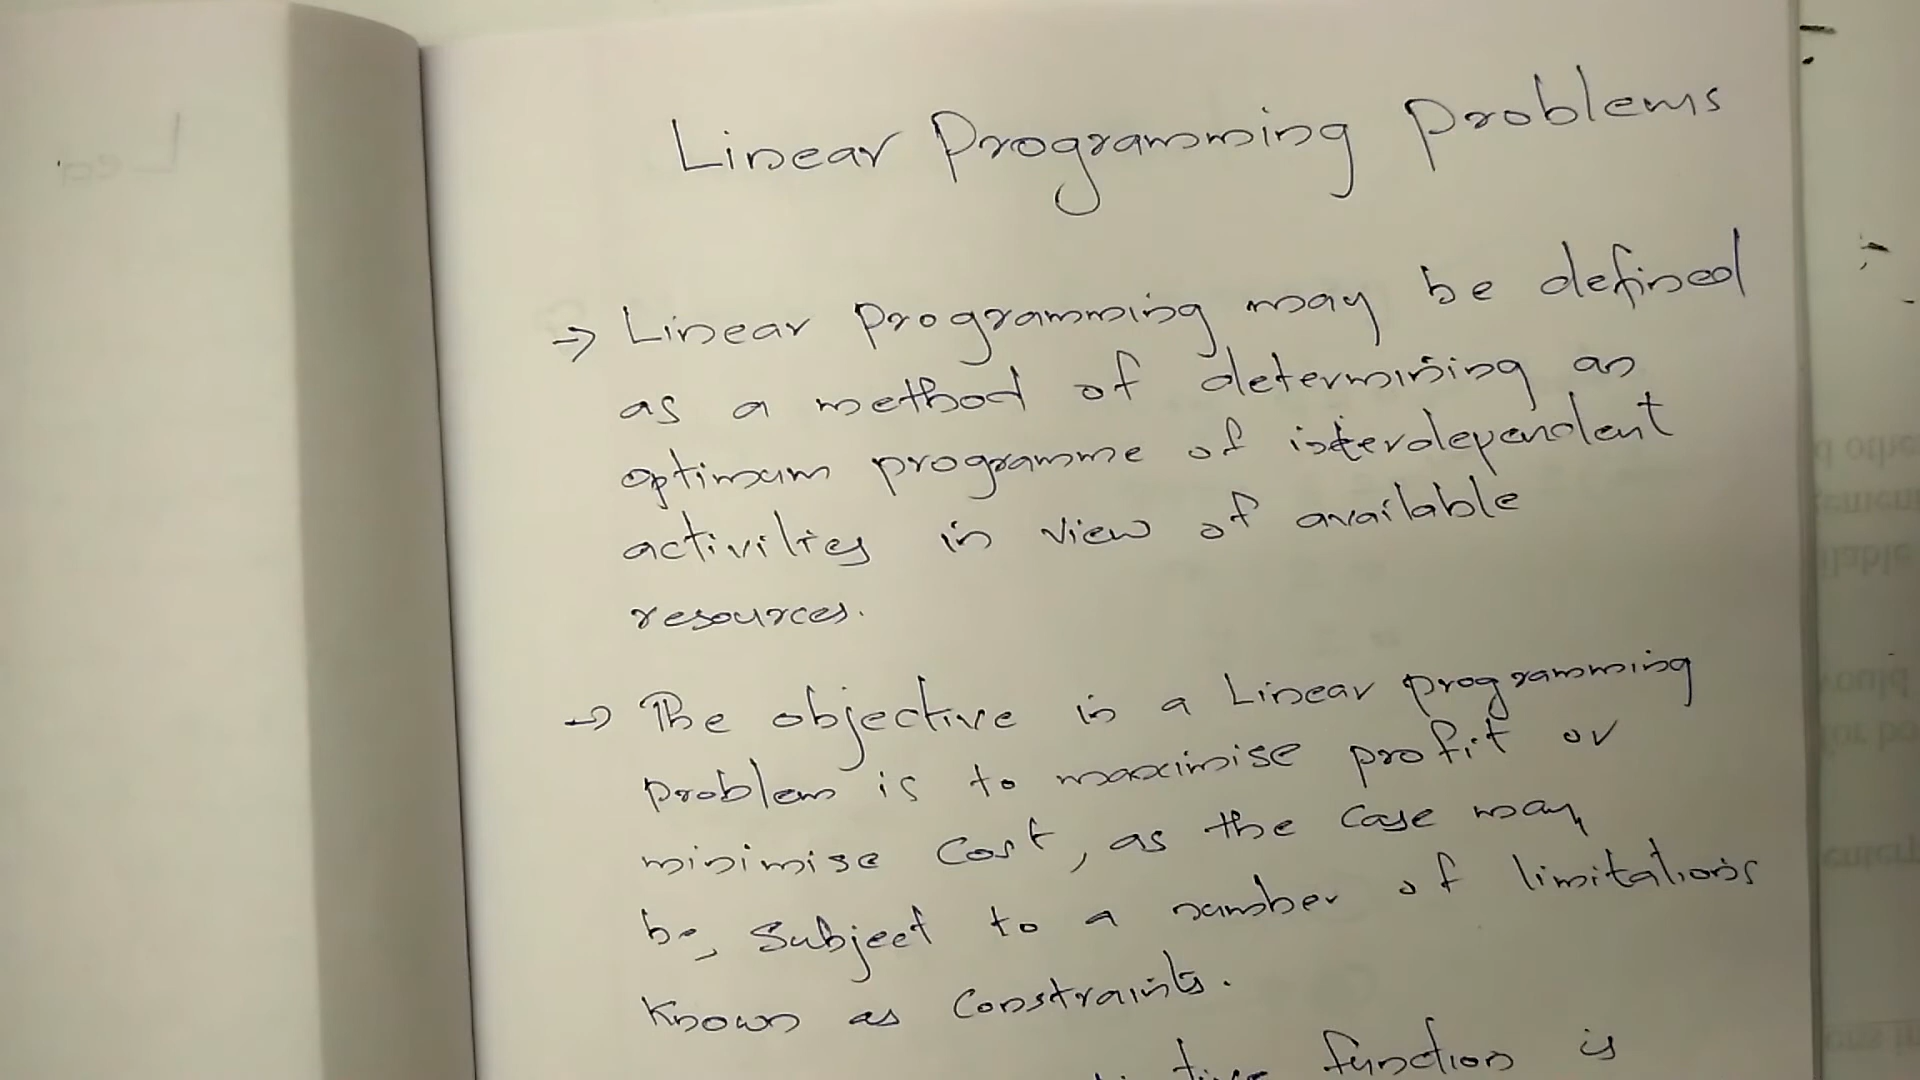 Linear Programming Problems
→ Linear Programming may be defined
as a method of determining an
optimum programme of interdependent
activities in view of available
resources.
→ The objective in a Linear programming
problem is to maximise profit or
minimise cost, as the case may
be, subject to a number of limitations
known as constraints.
function is